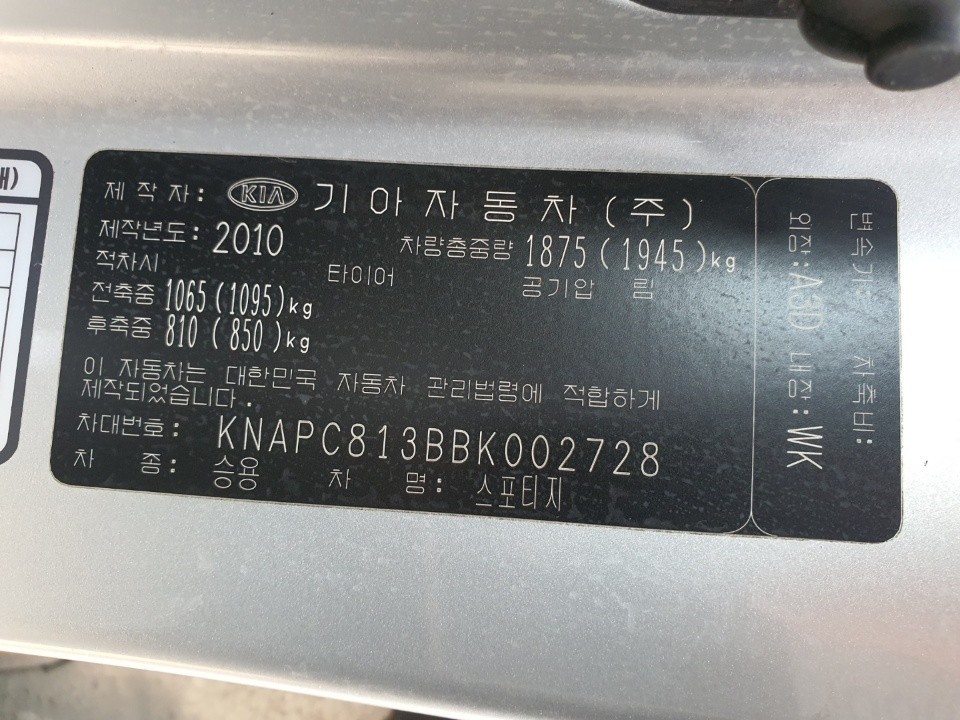 제 작 자: KIA 기 아 자 동 차 ( 주 )
제작년도: 2010 차량총중량 1875 ( 1945 ) kg
적차시 타이어 공기압 림
전축중 1065 (1095) kg
후축중 810 ( 850 ) kg
이 자동차는 대한민국 자동차 관리법령에 적합하게
제작되었습니다.
차대번호: KNAPC813BBK002728
차 종: 승용 차 명: 스포티지
변속기: 차축비:
외장: A3D 내장: WK